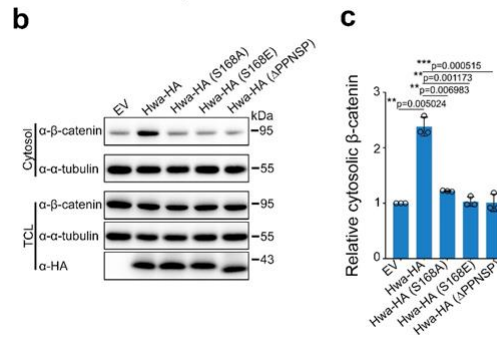 b
EV
Hwa-HA
Hwa-HA (S168A)
Hwa-HA (S168E)
Hwa-HA (ΔPPNSP)
kDa
Cytosol
α-β-catenin
95
α-α-tubulin
55
TCL
α-β-catenin
95
α-α-tubulin
55
α-HA
43
c
***p=0.000515
**p=0.001173
**p=0.006983
**p=0.005024
Relative cytosolic β-catenin
3
2
1
0
EV
Hwa-HA
Hwa-HA (S168A)
Hwa-HA (S168E)
Hwa-HA (ΔPPNSP)